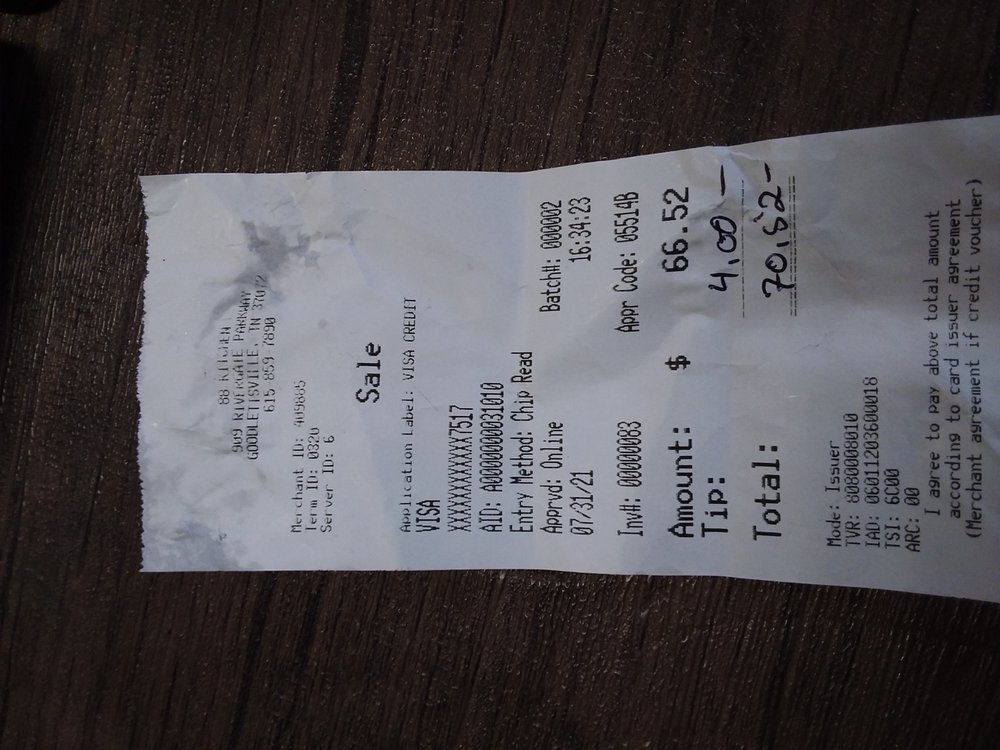 88 KITCHEN
909 RIVERGATE PARKWAY
GOODLETTSVILLE, TN 37072
615-859-7890
Merchant ID: 409885
Term ID: 0320
Server ID: 6
Sale
Application Label: VISA CREDIT
VISA
XXXXXXXXXXXX7517
AID: A0000000031010
Entry Method: Chip Read
Apprvd: Online Batch#: 000002
07/31/21 16:34:23
Inv#: 00000083 Appr Code: 05514B
Amount: $ 66.52
Tip: 4.00 —
Total: 70.52-
Mode: Issuer
TVR: 8080008010
IAD: 06011203600018
TSI: 6C00
ARC: 00
I agree to pay above total amount
according to card issuer agreement
(Merchant agreement if credit voucher)